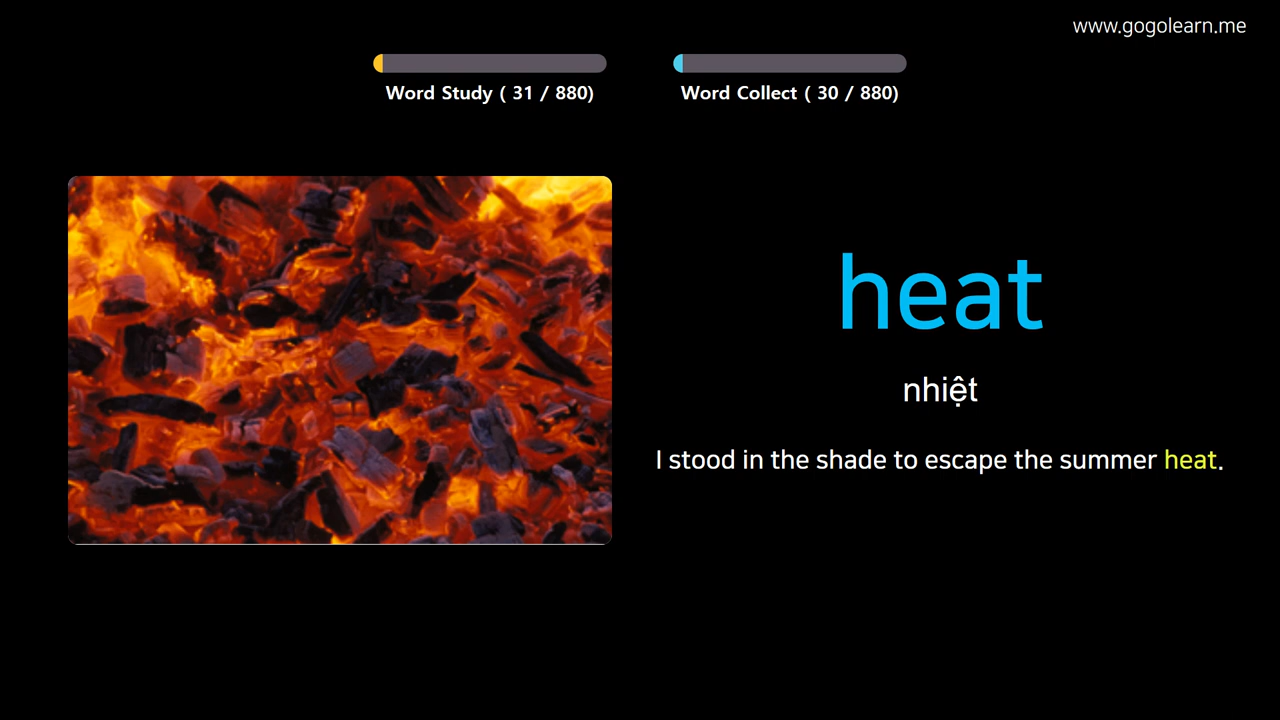 www.gogolearn.me
Word Study ( 31 / 880)
Word Collect ( 30 / 880)
heat
nhiệt
I stood in the shade to escape the summer heat.